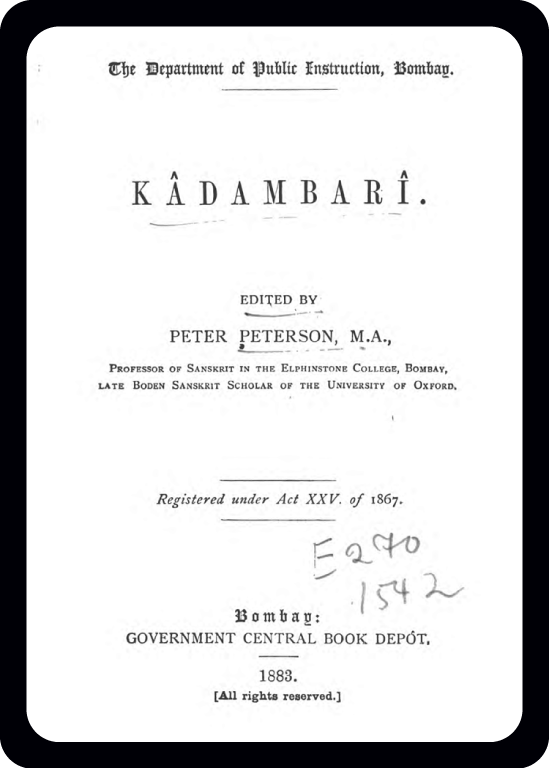 The Department of Public Instruction, Bombay.
KÂDAMBARÎ.
EDITED BY
PETER PETERSON, M.A.,
PROFESSOR OF SANSKRIT IN THE ELPHINSTONE COLLEGE, BOMBAY,
LATE BODEN SANSKRIT SCHOLAR OF THE UNIVERSITY OF OXFORD.
Registered under Act XXV. of 1867.
E270
1542
Bombay:
GOVERNMENT CENTRAL BOOK DEPÓT,
1883.
[All rights reserved.]